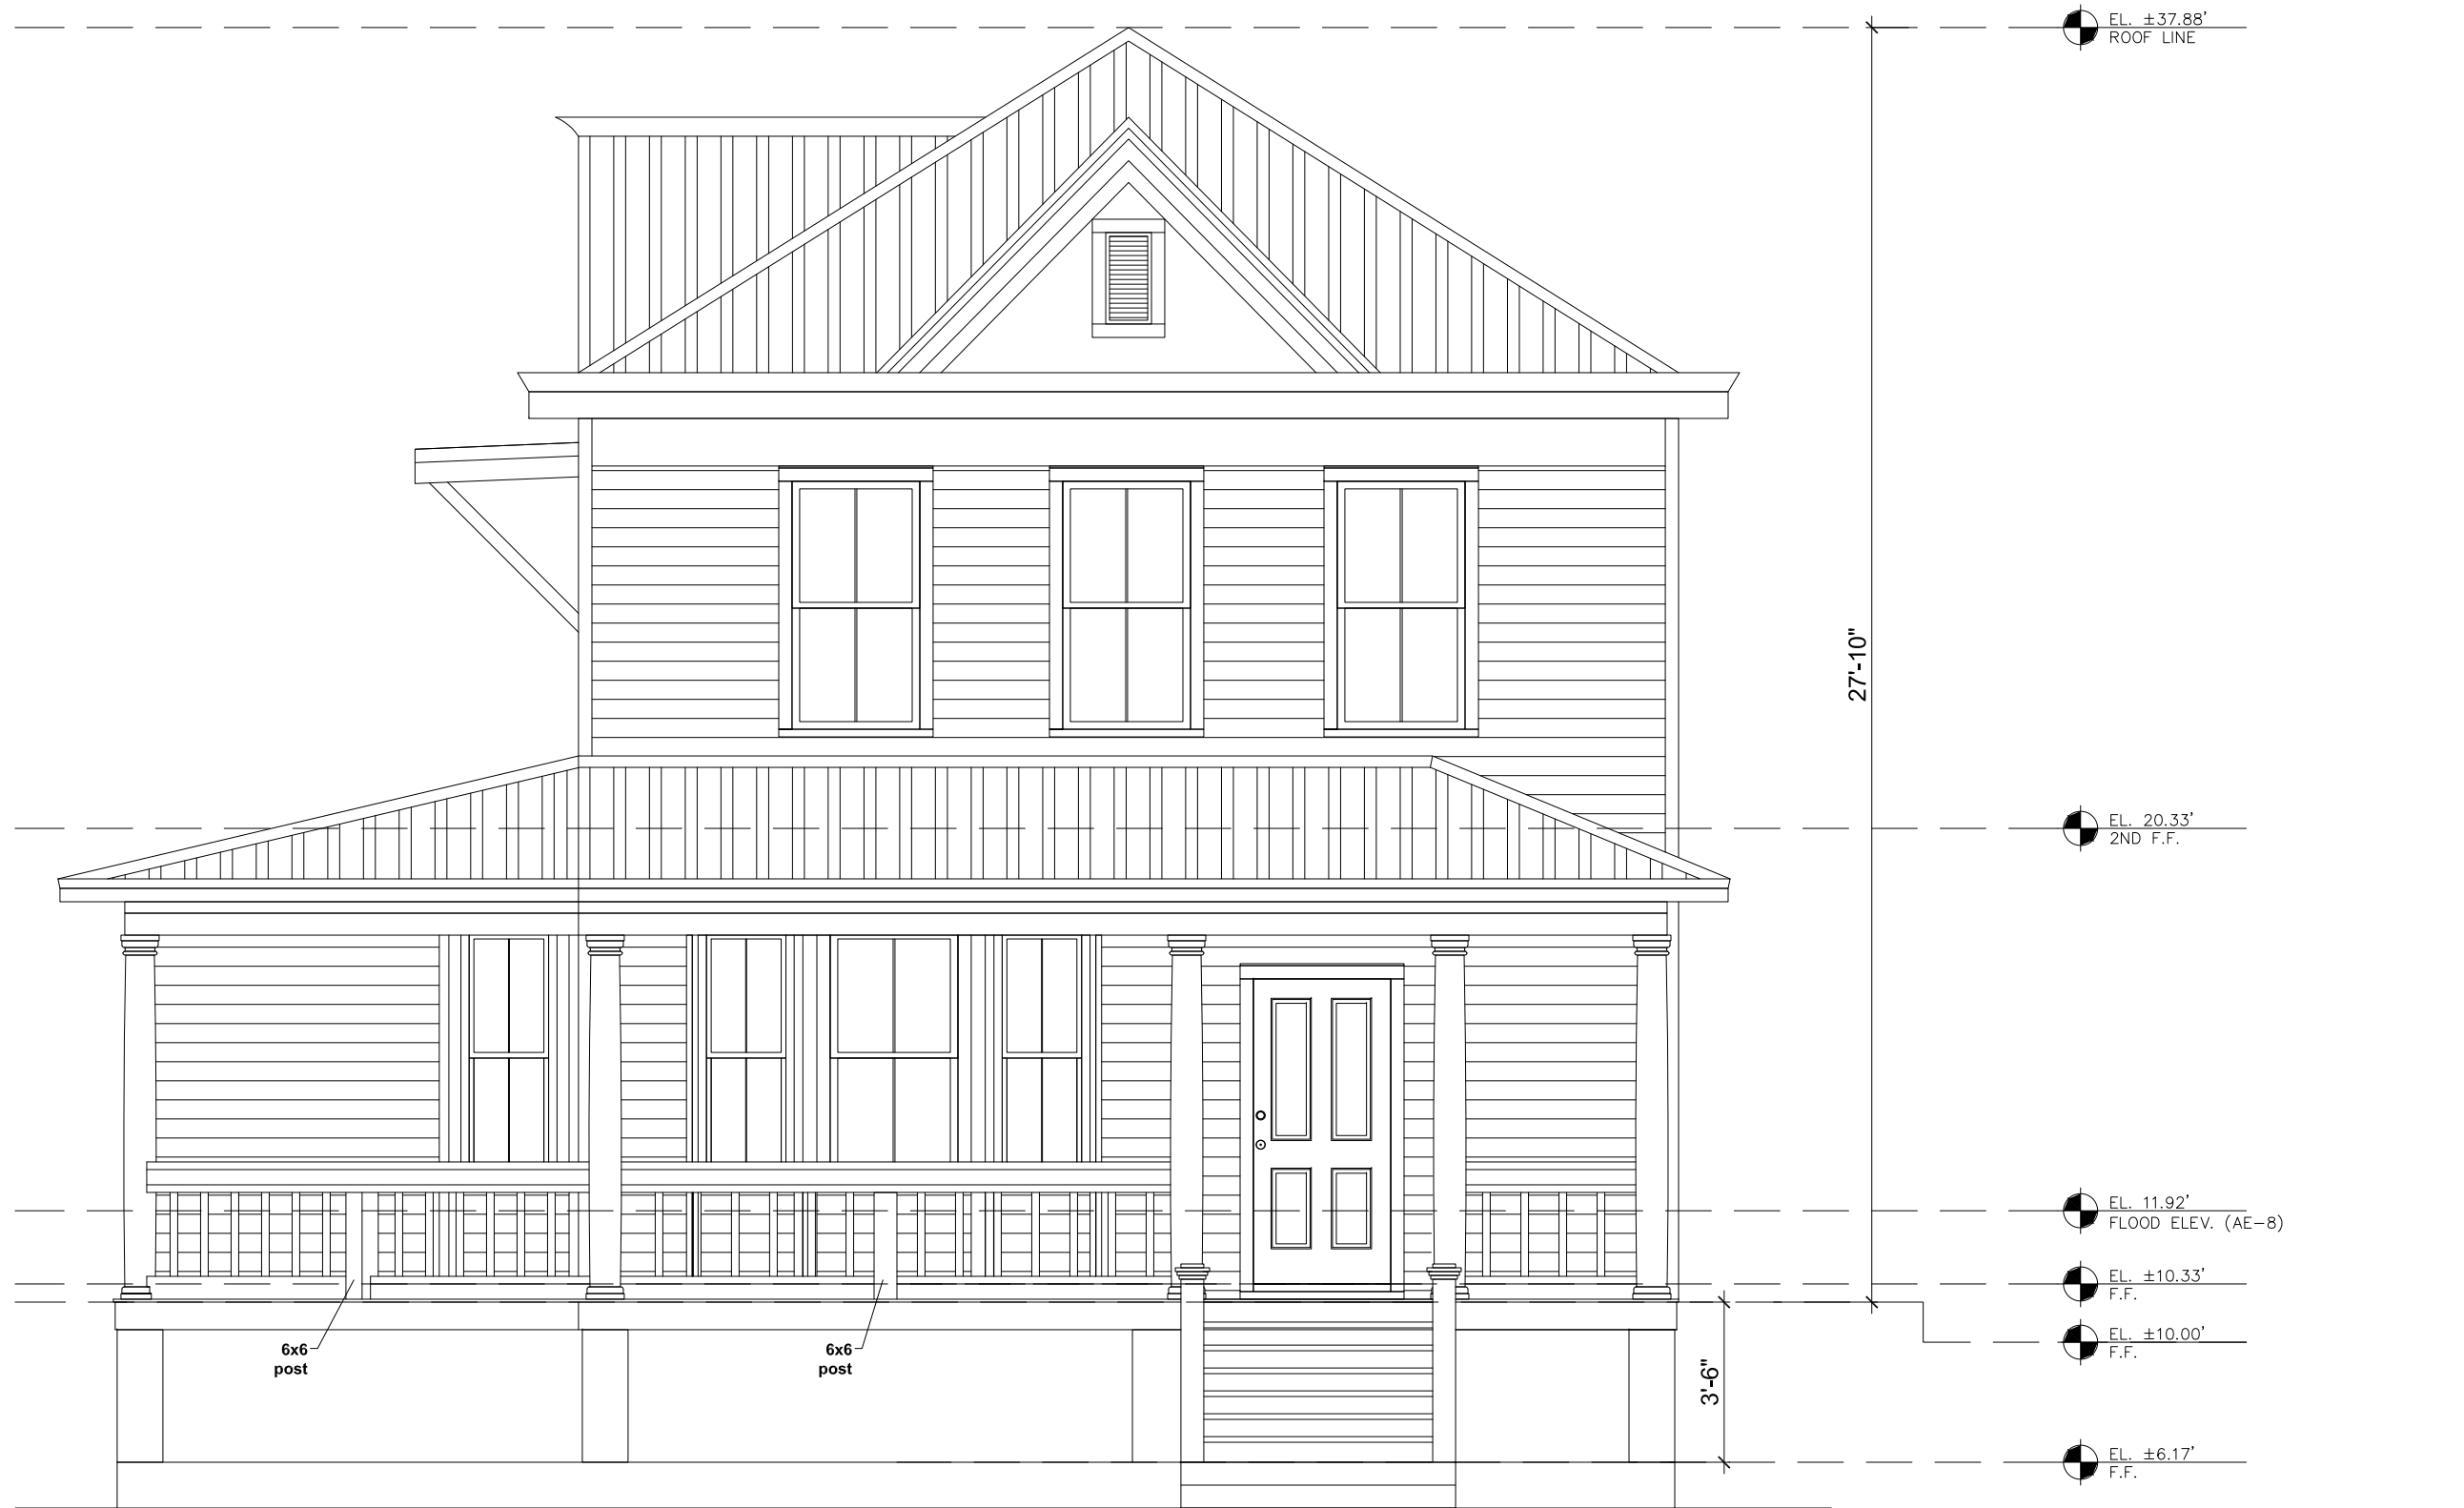 EL. ±37.88'
ROOF LINE
27'-10"
EL. 20.33'
2ND F.F.
EL. 11.92'
FLOOD ELEV. (AE-8)
EL. ±10.33'
F.F.
EL. ±10.00'
F.F.
6x6
post
6x6
post
3'-6"
EL. ±6.17'
F.F.